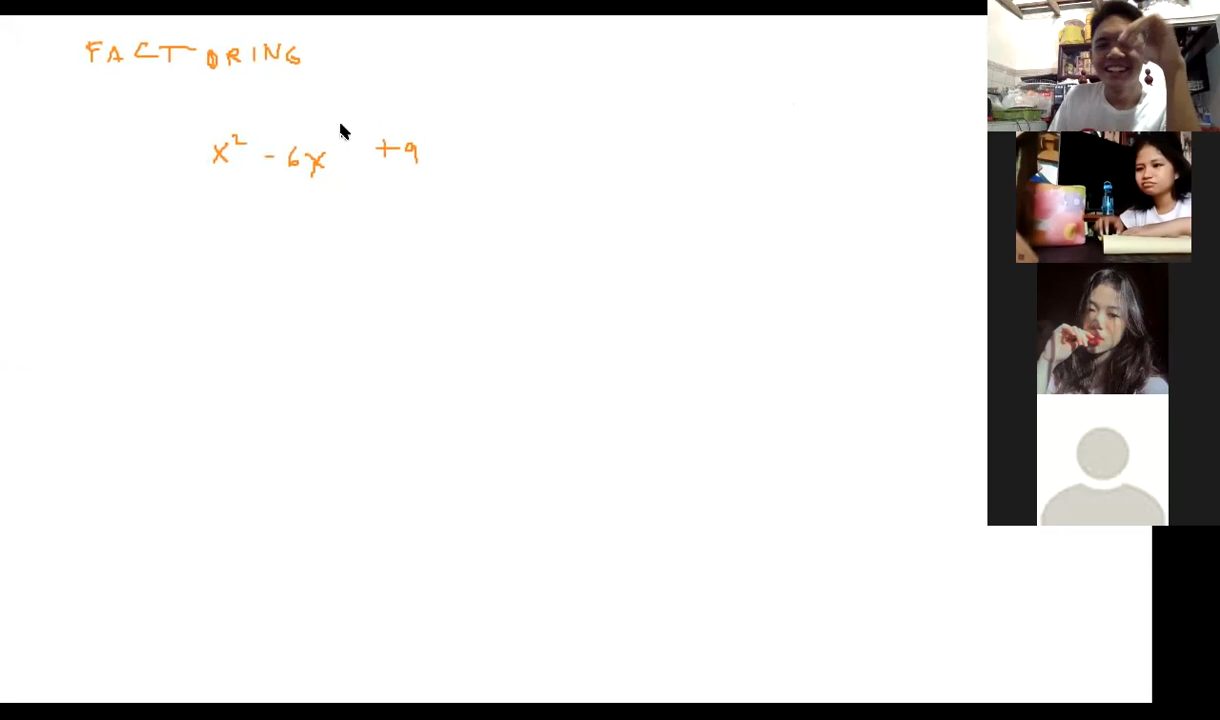 FACTORING
x² - 6x +9